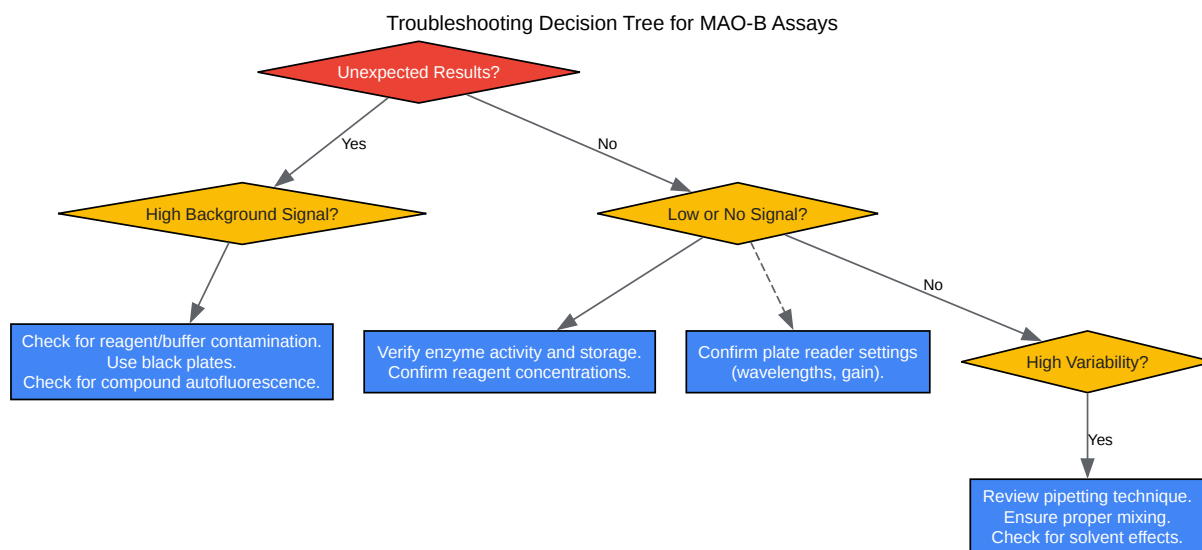 Troubleshooting Decision Tree for MAO-B Assays
Unexpected Results?
Yes
No
High Background Signal?
Low or No Signal?
No
Check for reagent/buffer contamination.
Use black plates.
Check for compound autofluorescence.
Verify enzyme activity and storage.
Confirm reagent concentrations.
Confirm plate reader settings
(wavelengths, gain).
High Variability?
Yes
Review pipetting technique.
Ensure proper mixing.
Check for solvent effects.